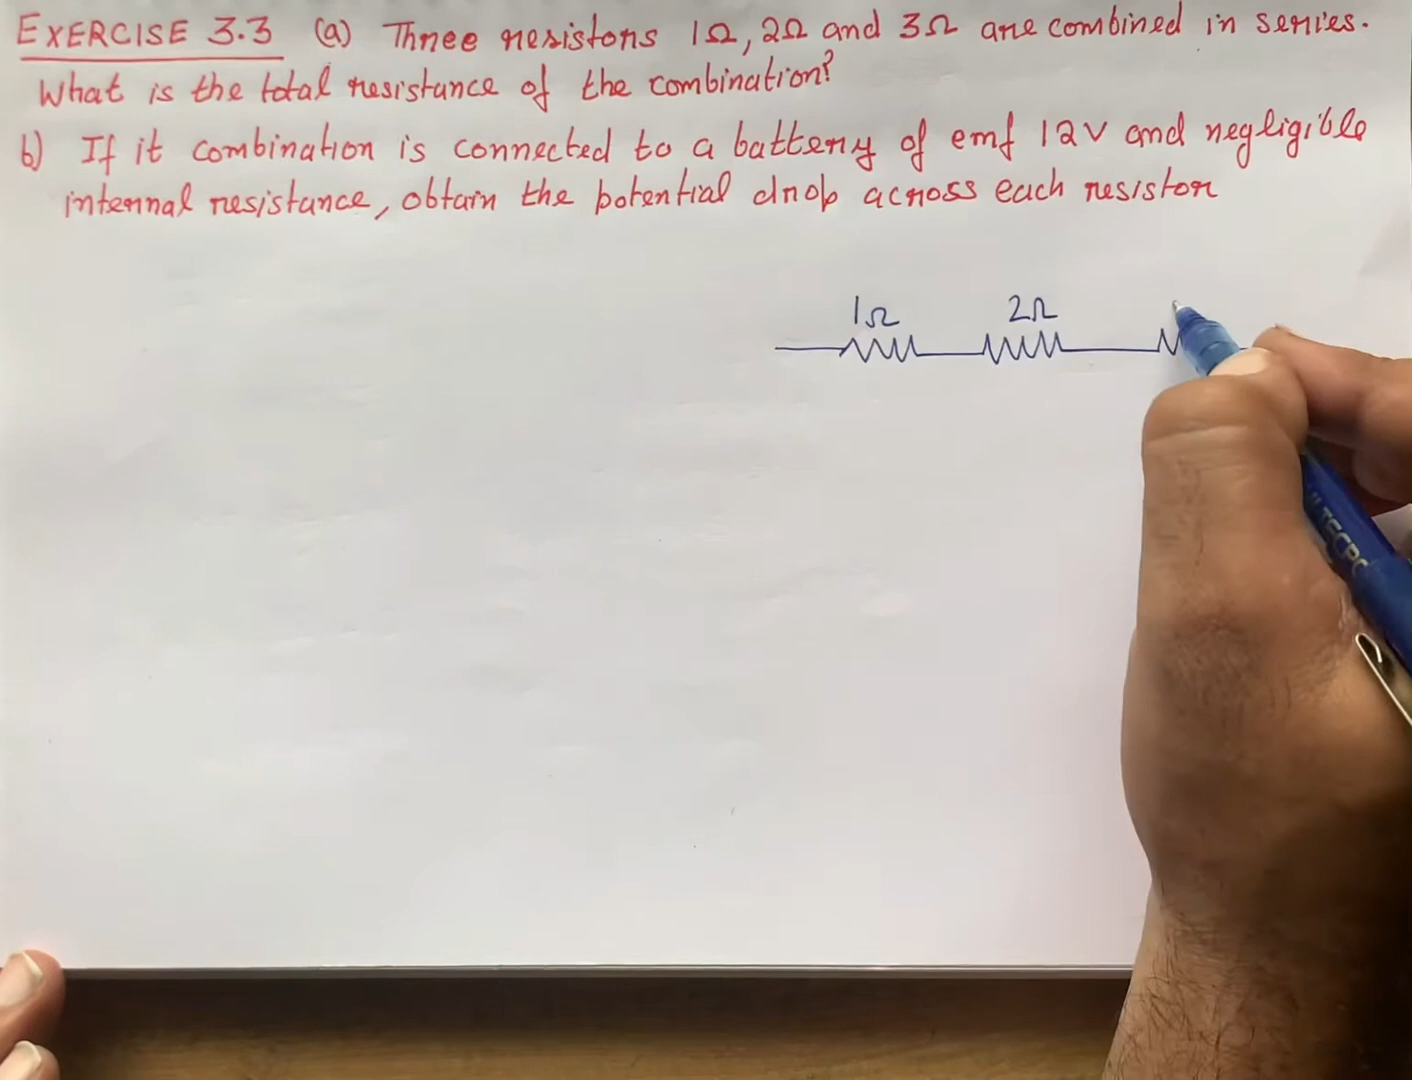 EXERCISE 3.3 (a) Three resistors 1Ω, 2Ω and 3Ω are combined in series.
What is the total resistance of the combination?
b) If it combination is connected to a battery of emf 12V and negligible
internal resistance, obtain the potential drop across each resistor
1Ω 2Ω